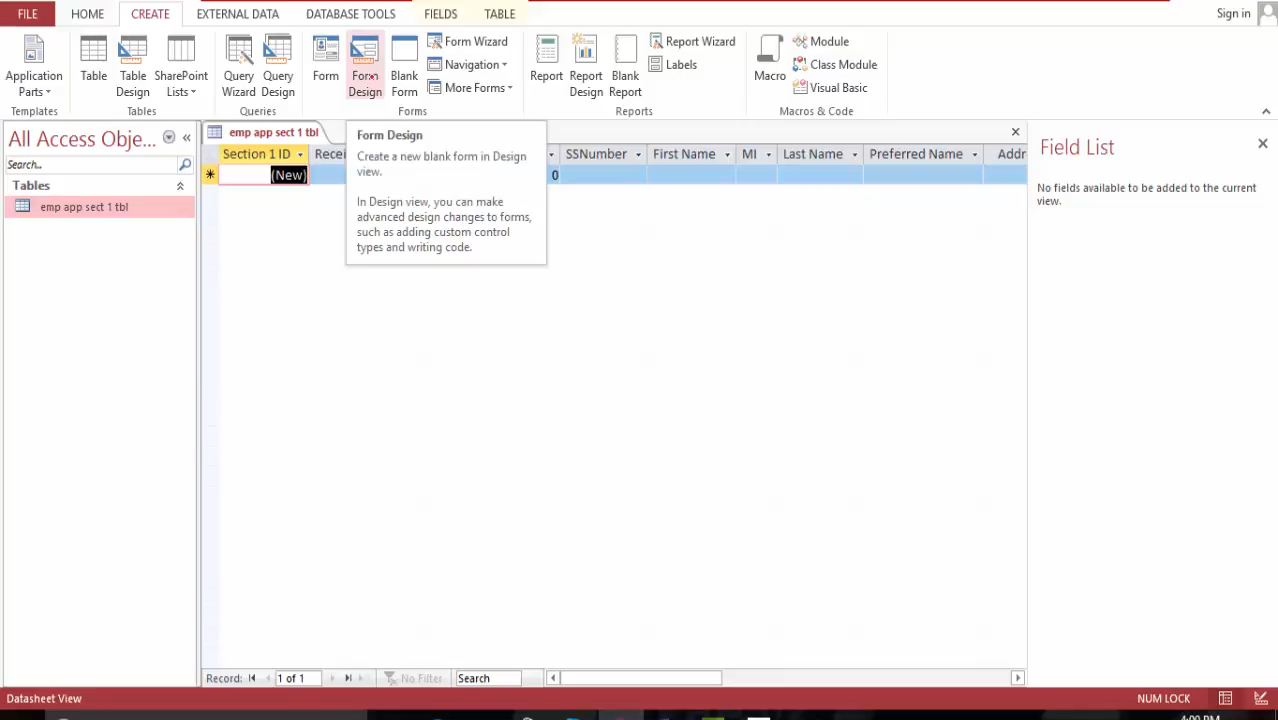 FILE HOME CREATE EXTERNAL DATA DATABASE TOOLS FIELDS TABLE Sign in
Application Parts
Table
Table Design
SharePoint Lists
Query Wizard
Query Design
Form
Form Design
Blank Form
Form Wizard
Navigation
More Forms
Report
Report Design
Blank Report
Report Wizard
Labels
Macro
Module
Class Module
Visual Basic
Templates Tables Queries Forms Reports Macros & Code
All Access Obje...
Search...
Tables
emp app sect 1 tbl
emp app sect 1 tbl
Section 1 ID Recei SSNumber First Name MI Last Name Preferred Name Addr
(New) 0
Form Design
Create a new blank form in Design
view.
In Design view, you can make
advanced design changes to forms,
such as adding custom control
types and writing code.
Field List
No fields available to be added to the current
view.
Record: 1 of 1 No Filter Search
Datasheet View NUM LOCK
4:00 PM